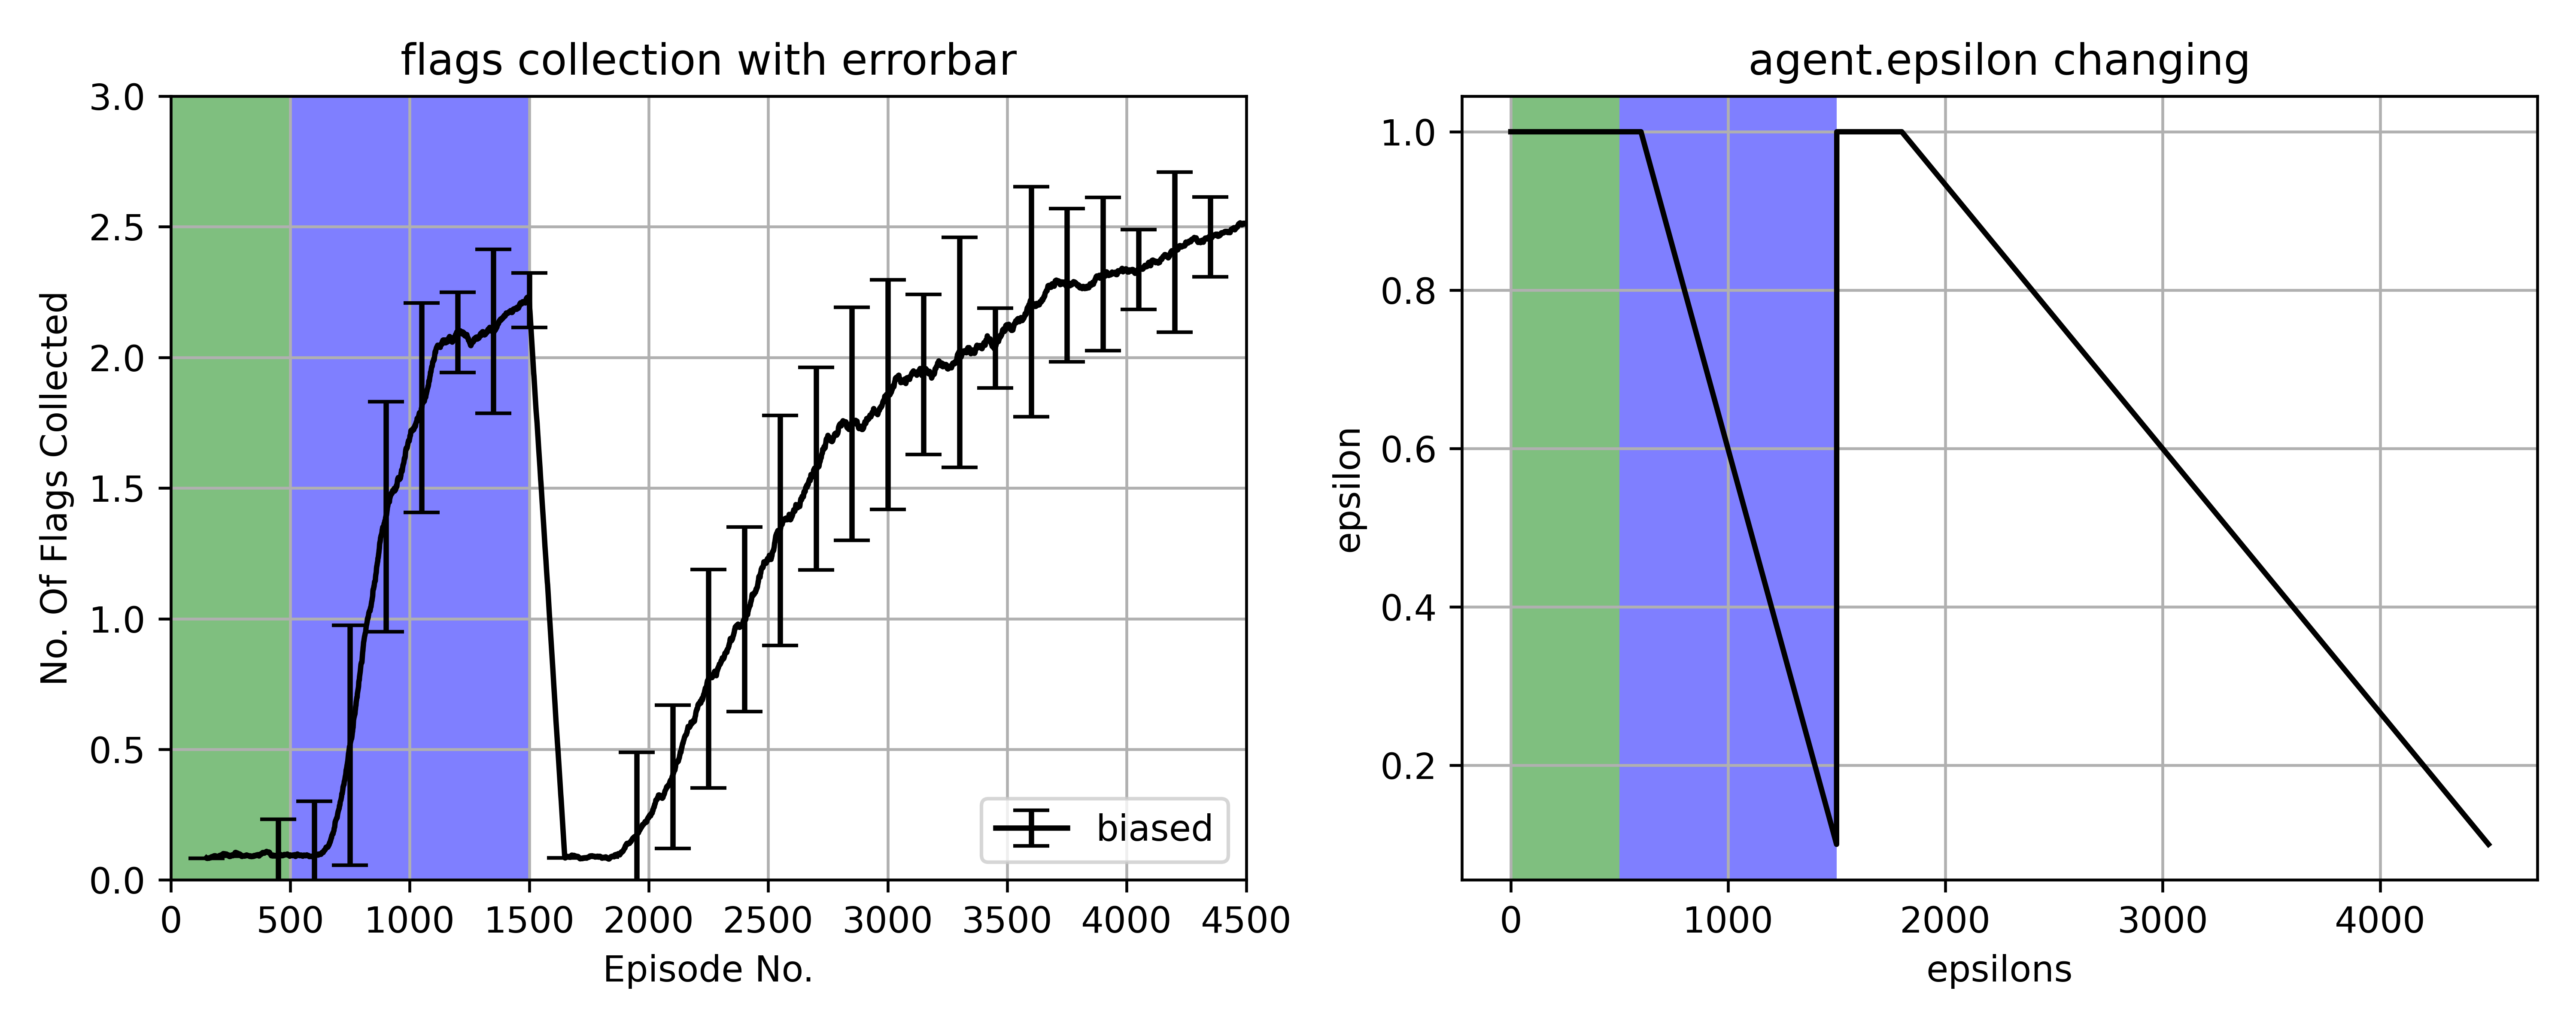 flags collection with errorbar
No. Of Flags Collected
3.0
2.5
2.0
1.5
1.0
0.5
0.0
0 500 1000 1500 2000 2500 3000 3500 4000 4500
Episode No.
biased
agent.epsilon changing
epsilon
1.0
0.8
0.6
0.4
0.2
0 1000 2000 3000 4000
epsilons